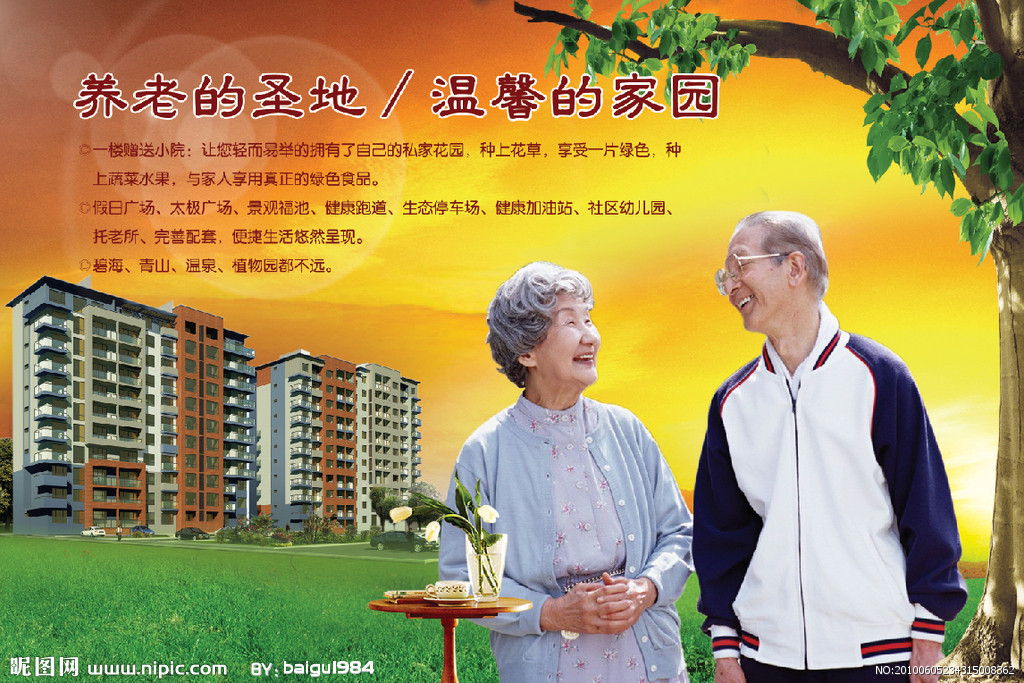 养老的圣地/温馨的家园
一楼赠送小院：让您轻而易举的拥有了自己的私家花园，种上花草，享受一片绿色，种
上蔬菜水果，与家人享用真正的绿色食品。
假日广场、太极广场、景观福池、健康跑道、生态停车场、健康加油站、社区幼儿园、
托老所、完善配套，便捷生活悠然呈现。
碧海、青山、温泉、植物园都不远。
昵图网 www.nipic.com BY: baigu1984
NO:20100605234315008362